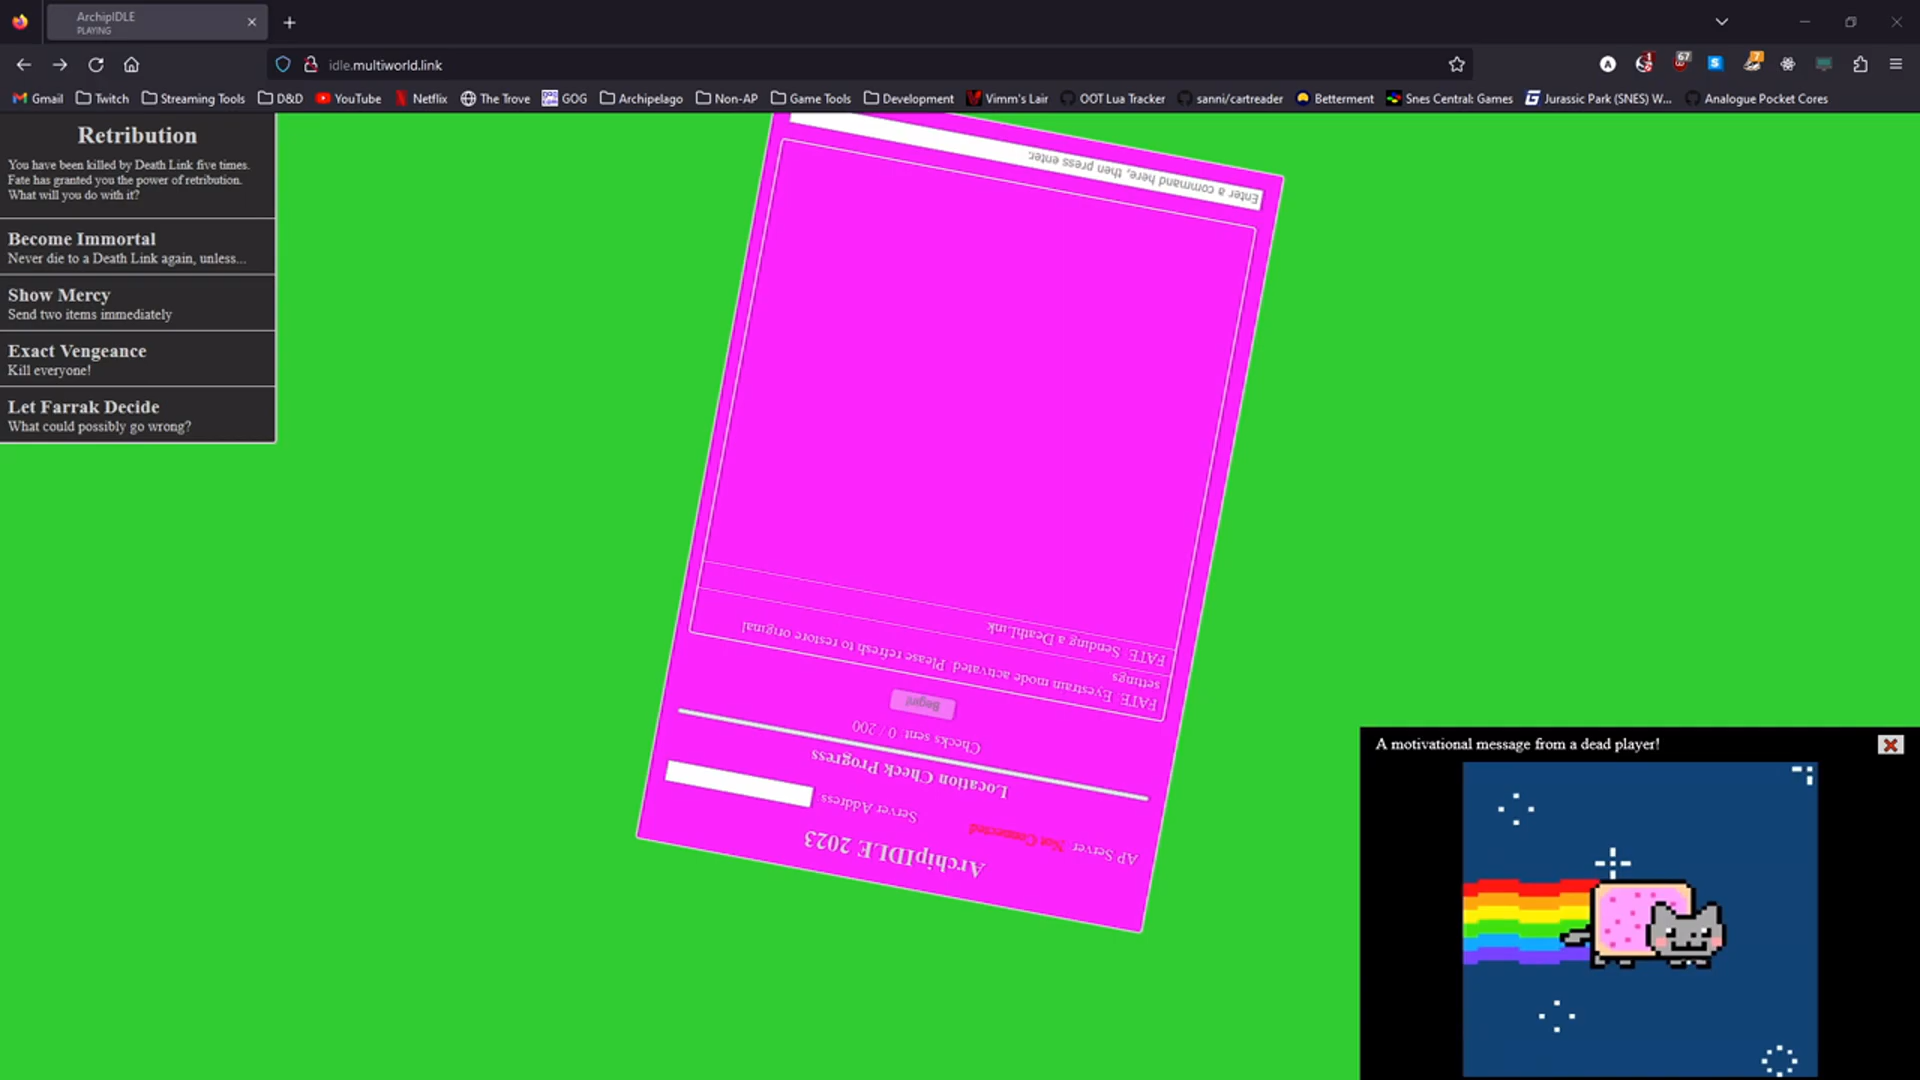 ArchipIDLE
PLAYING
idle.multiworld.link
1
67
7
Gmail
Twitch
Streaming Tools
D&D
YouTube
Netflix
The Trove
GOG
Archipelago
Non-AP
Game Tools
Development
Vimm's Lair
OOT Lua Tracker
sanni/cartreader
Betterment
Snes Central: Games
Jurassic Park (SNES) W...
Analogue Pocket Cores
Retribution
You have been killed by Death Link five times.
Fate has granted you the power of retribution.
What will you do with it?
Become Immortal
Never die to a Death Link again, unless...
Show Mercy
Send two items immediately
Exact Vengeance
Kill everyone!
Let Farrak Decide
What could possibly go wrong?
ArchipIDLE 2023
AP Server Not Connected
Server Address
Location Check Progress
Checks sent: 0 / 200
Begin!
FATE: Eyestrain mode activated. Please refresh to restore original
settings
FATE: Sending a DeathLink
Enter a command here, then press enter.
A motivational message from a dead player!